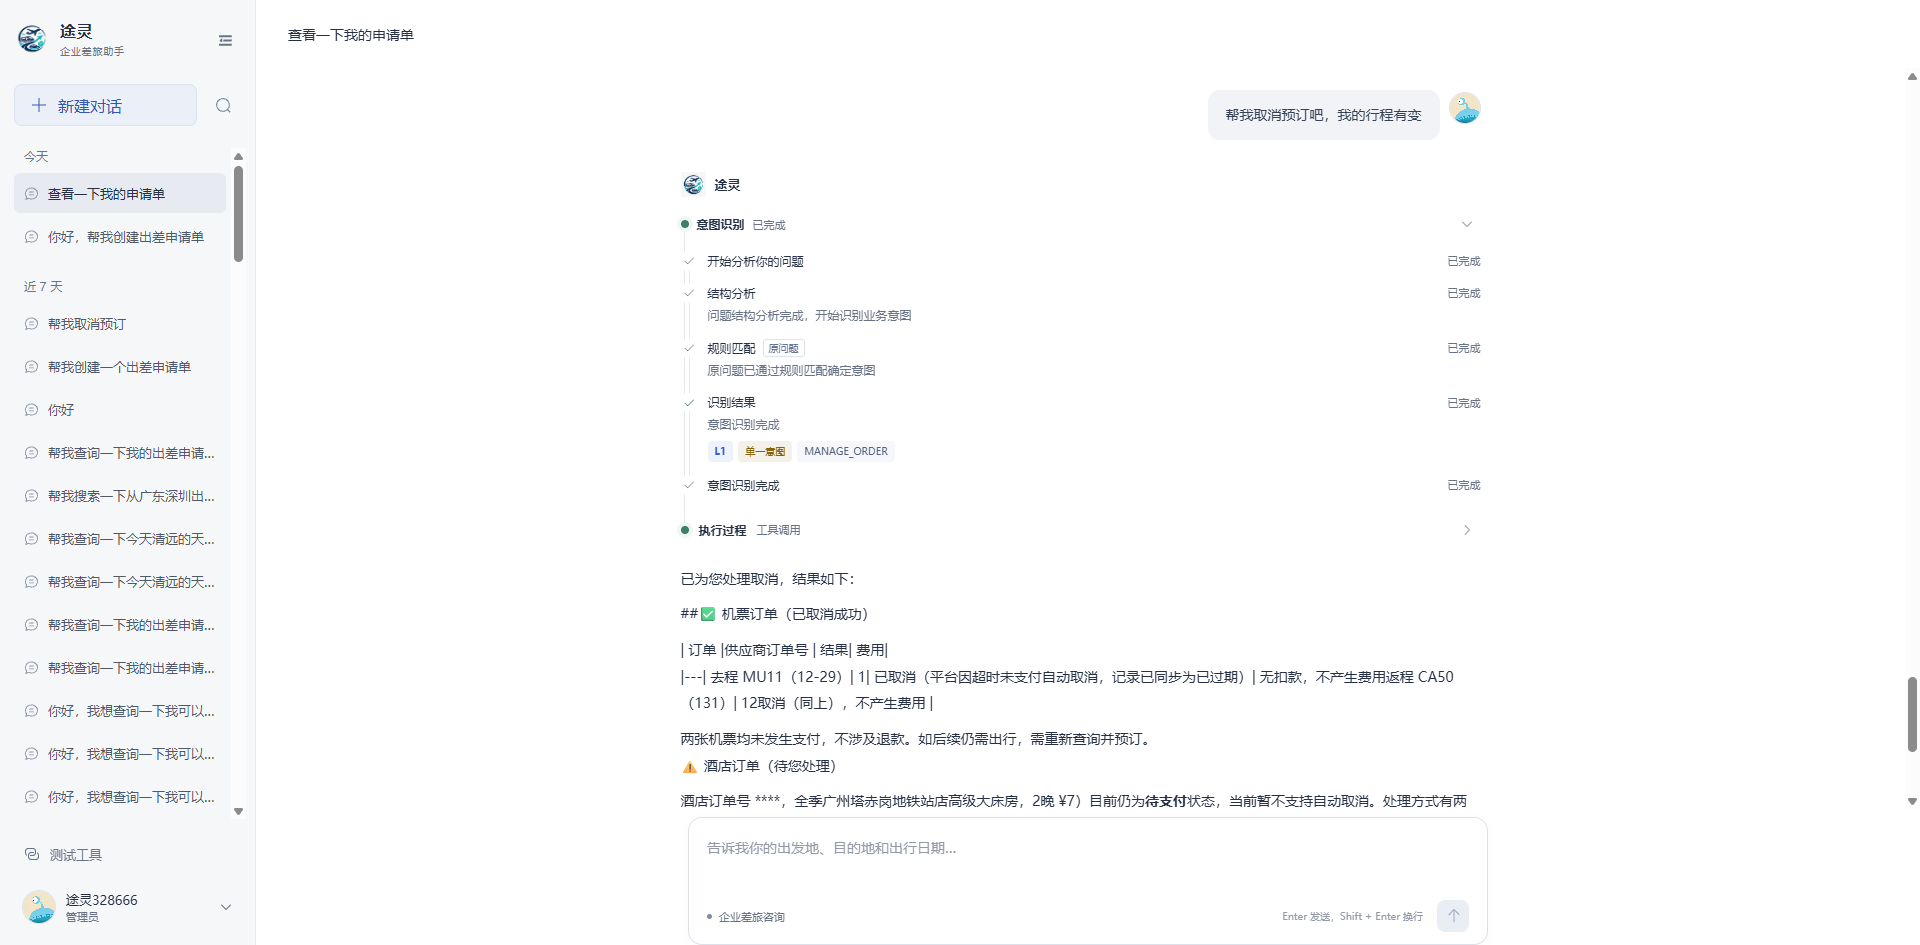 途灵
企业差旅助手
新建对话
今天
查看一下我的申请单
你好，帮我创建出差申请单
近 7 天
帮我取消预订
帮我创建一个出差申请单
你好
帮我查询一下我的出差申请...
帮我搜索一下从广东深圳出...
帮我查询一下今天清远的天...
帮我查询一下今天清远的天...
帮我查询一下我的出差申请...
帮我查询一下我的出差申请...
你好，我想查询一下我可以...
你好，我想查询一下我可以...
你好，我想查询一下我可以...
测试工具
途灵328666
管理员
查看一下我的申请单
帮我取消预订吧，我的行程有变
途灵
意图识别 已完成
开始分析你的问题 已完成
结构分析 已完成
问题结构分析完成，开始识别业务意图
规则匹配 原问题 已完成
原问题已通过规则匹配确定意图
识别结果 已完成
意图识别完成
L1 单一意图 MANAGE_ORDER
意图识别完成 已完成
执行过程 工具调用
已为您处理取消，结果如下：
##✅ 机票订单（已取消成功）
| 订单 |供应商订单号 | 结果| 费用|
|---| 去程 MU11（12-29）| 1| 已取消（平台因超时未支付自动取消，记录已同步为已过期）| 无扣款，不产生费用返程 CA50
（131）| 12取消（同上），不产生费用 |
两张机票均未发生支付，不涉及退款。如后续仍需出行，需重新查询并预订。
⚠️ 酒店订单（待您处理）
酒店订单号 ****，全季广州塔赤岗地铁站店高级大床房，2晚 ¥7）目前仍为待支付状态，当前暂不支持自动取消。处理方式有两
告诉我你的出发地、目的地和出行日期...
企业差旅咨询
Enter 发送，Shift + Enter 换行